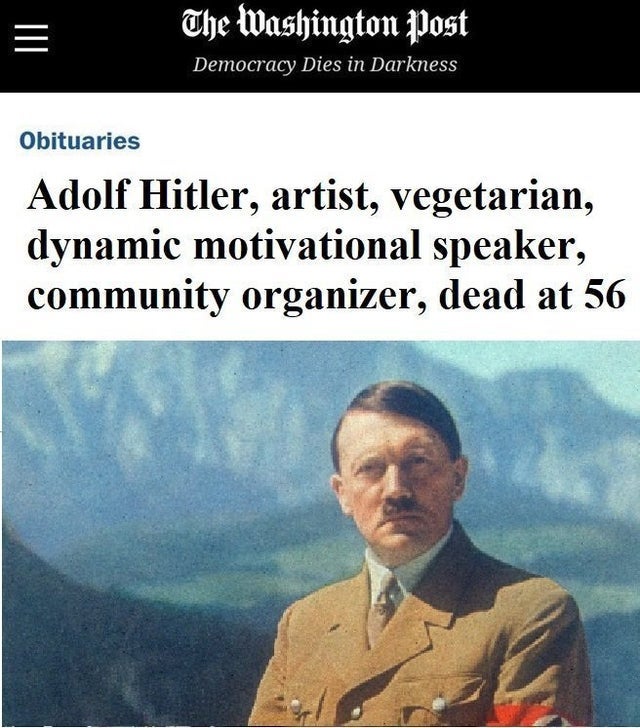 The Washington Post
Democracy Dies in Darkness
Obituaries
Adolf Hitler, artist, vegetarian,
dynamic motivational speaker,
community organizer, dead at 56